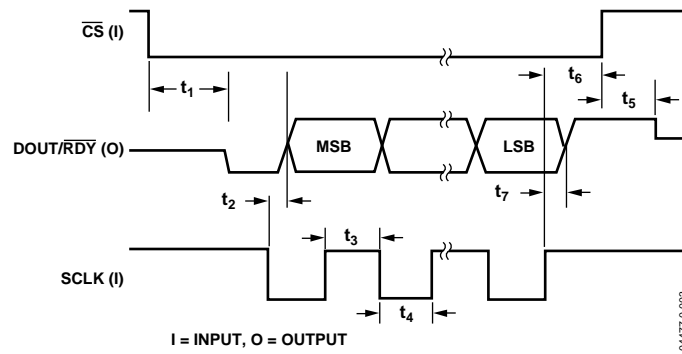 CS (I)
t1
t6
t5
DOUT/RDY (O)
MSB
LSB
t2
t7
t3
SCLK (I)
t4
I = INPUT, O = OUTPUT